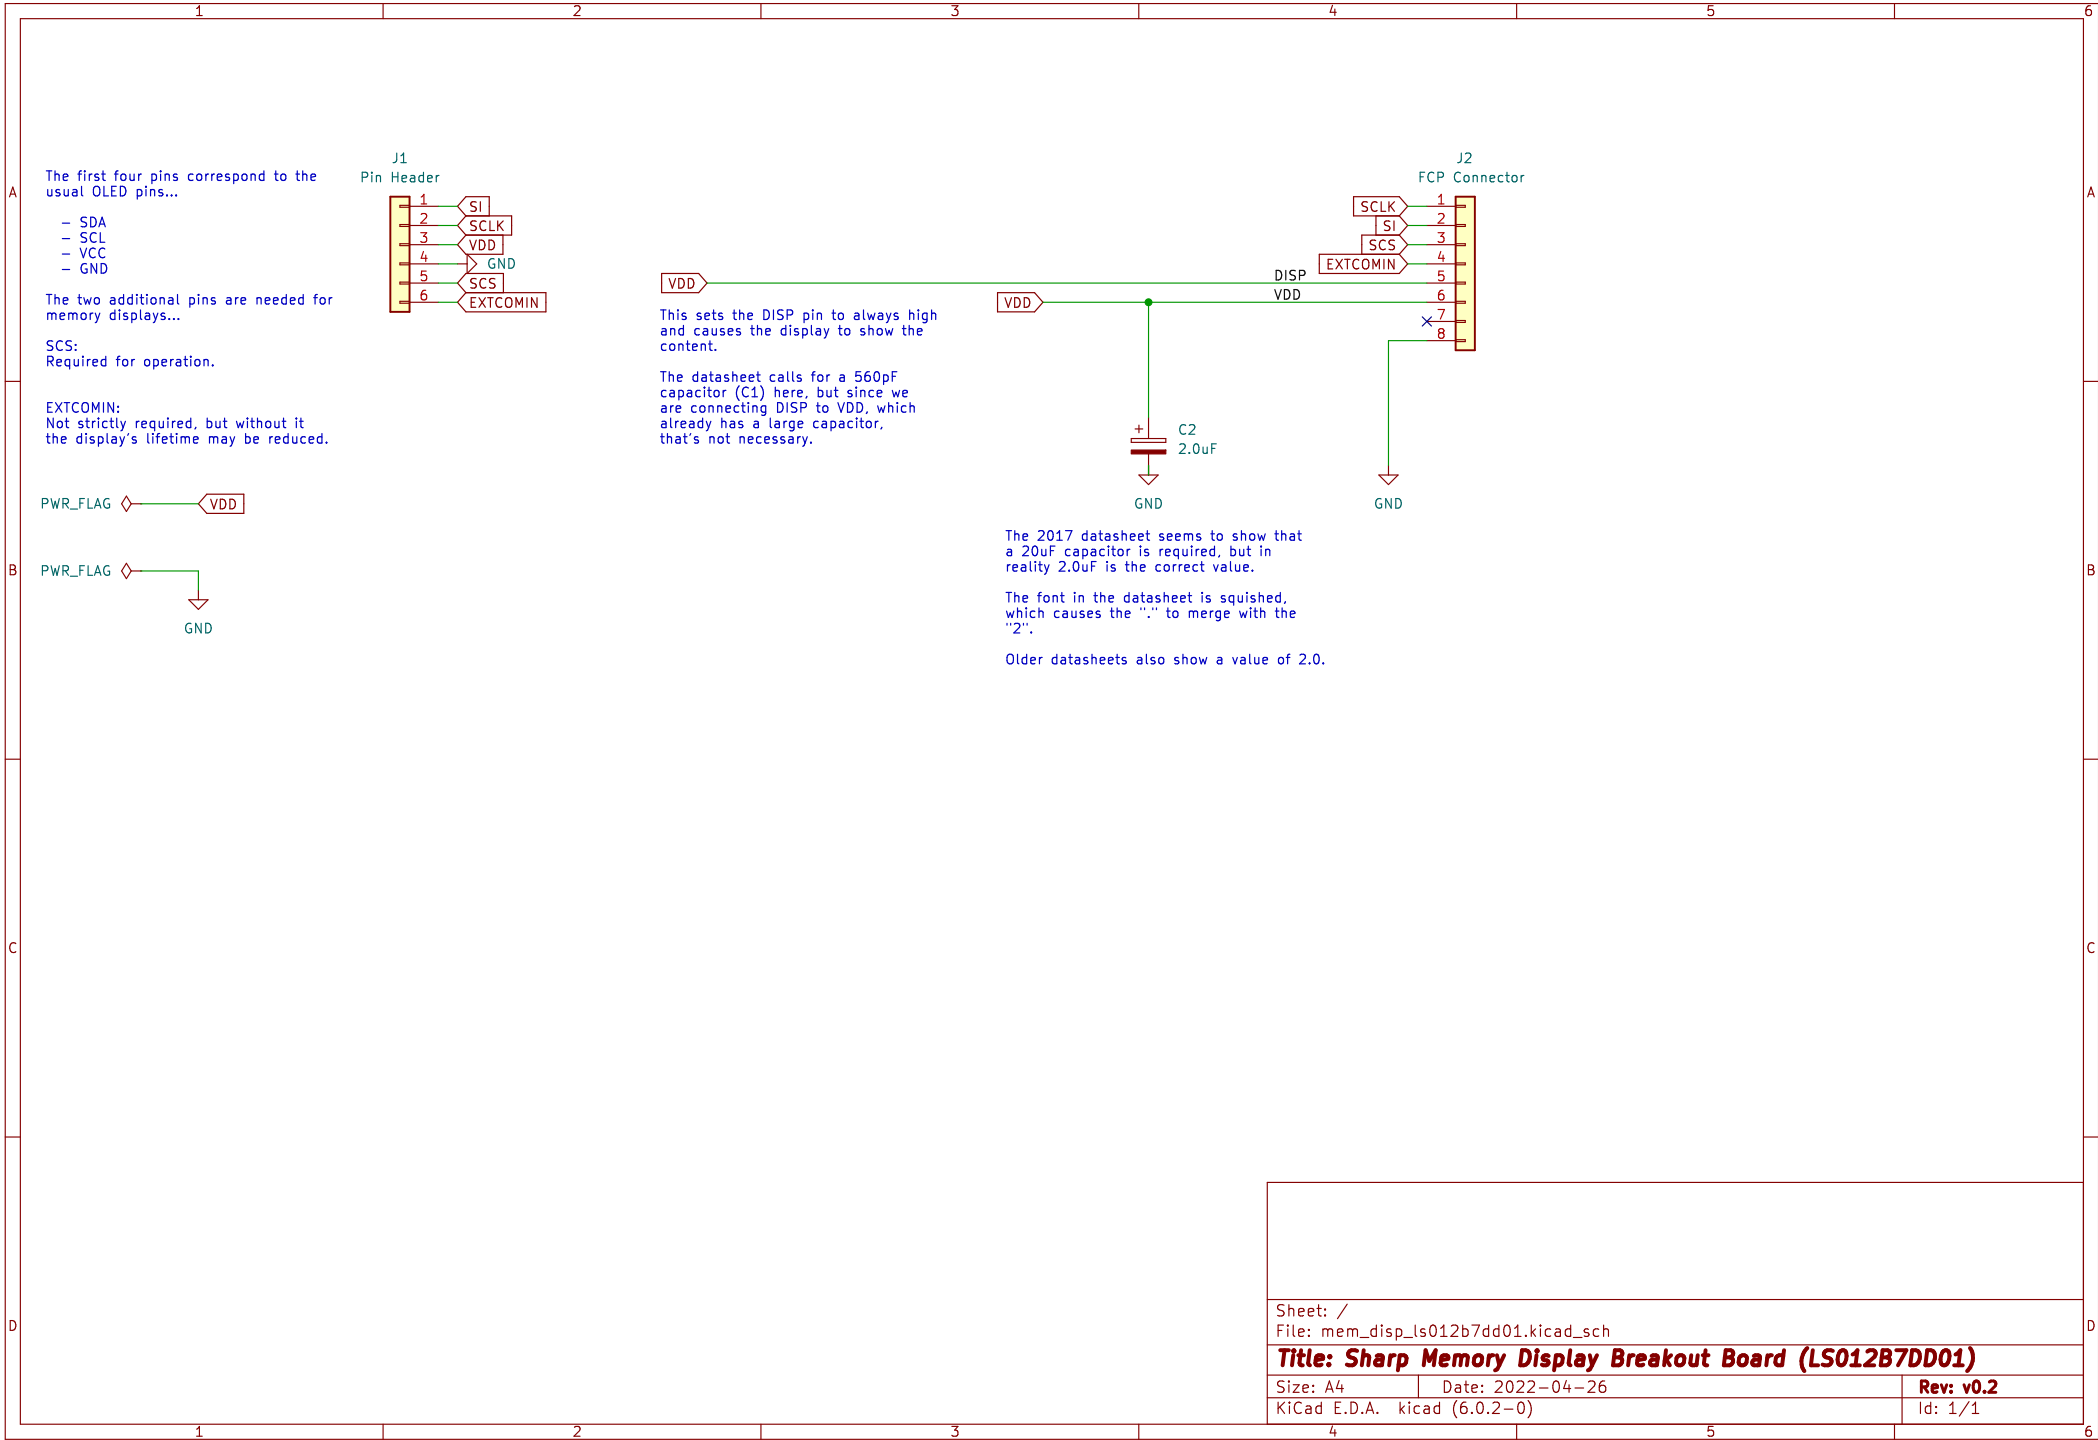 1 2 3 4 5 6
A
B
C
D
The first four pins correspond to the
usual OLED pins...
– SDA
– SCL
– VCC
– GND
The two additional pins are needed for
memory displays...
SCS:
Required for operation.
EXTCOMIN:
Not strictly required, but without it
the display's lifetime may be reduced.
PWR_FLAG VDD
PWR_FLAG
GND
J1
Pin Header
1 SI
2 SCLK
3 VDD
4 GND
5 SCS
6 EXTCOMIN
VDD
This sets the DISP pin to always high
and causes the display to show the
content.
The datasheet calls for a 560pF
capacitor (C1) here, but since we
are connecting DISP to VDD, which
already has a large capacitor,
that's not necessary.
VDD
DISP
VDD
+
C2
2.0uF
GND
GND
The 2017 datasheet seems to show that
a 20uF capacitor is required, but in
reality 2.0uF is the correct value.
The font in the datasheet is squished,
which causes the "." to merge with the
"2".
Older datasheets also show a value of 2.0.
J2
FCP Connector
SCLK 1
SI 2
SCS 3
EXTCOMIN 4
5
6
7
8
A
B
C
D
Sheet: /
File: mem_disp_ls012b7dd01.kicad_sch
Title: Sharp Memory Display Breakout Board (LS012B7DD01)
Size: A4 Date: 2022–04–26 Rev: v0.2
KiCad E.D.A. kicad (6.0.2–0) Id: 1/1
1 2 3 4 5 6